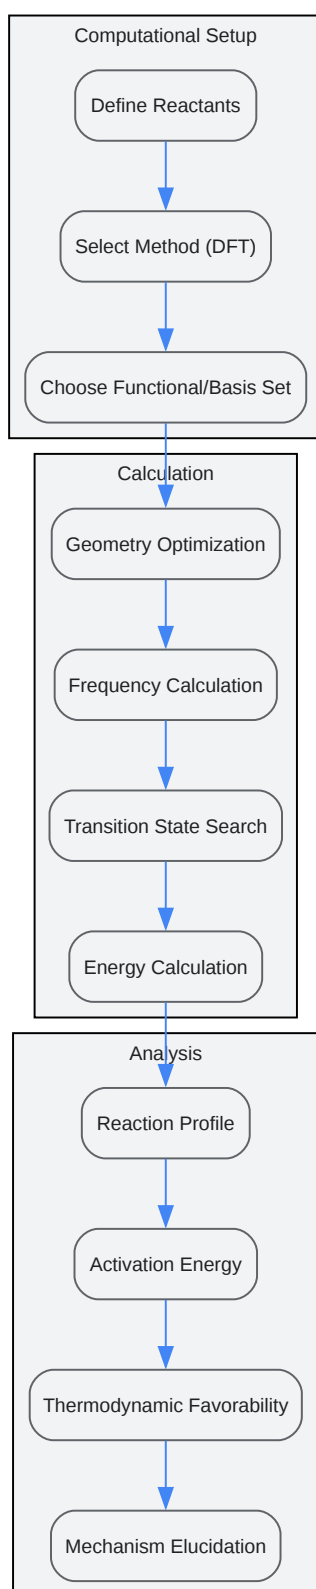 Computational Setup
Define Reactants
Select Method (DFT)
Choose Functional/Basis Set
Calculation
Geometry Optimization
Frequency Calculation
Transition State Search
Energy Calculation
Analysis
Reaction Profile
Activation Energy
Thermodynamic Favorability
Mechanism Elucidation